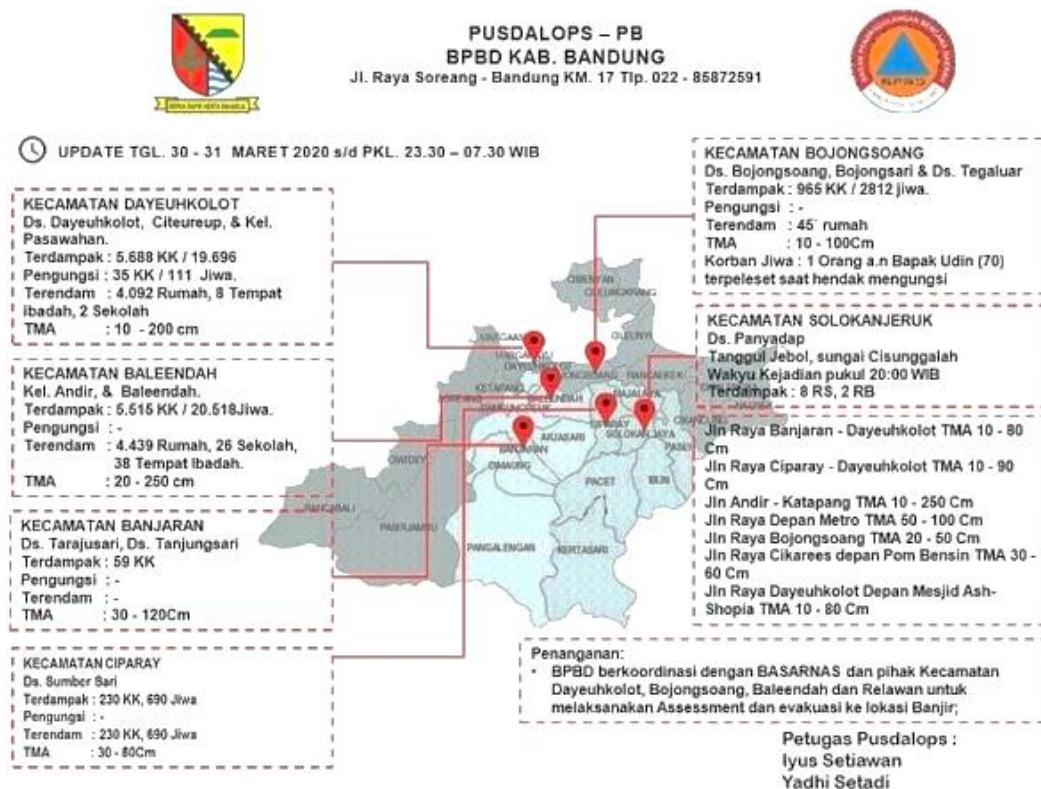 PUSDALOPS – PB
BPBD KAB. BANDUNG
Jl. Raya Soreang - Bandung KM. 17 Tlp. 022 - 85872591
UPDATE TGL. 30 - 31 MARET 2020 s/d PKL. 23.30 – 07.30 WIB
KECAMATAN DAYEUHKOLOT
Ds. Dayeuhkolot, Citeureup, & Kel.
Pasawahan.
Terdampak : 5.688 KK / 19.696
Pengungsi : 35 KK / 111 Jiwa.
Terendam : 4.092 Rumah, 8 Tempat
Ibadah, 2 Sekolah
TMA : 10 - 200 cm
KECAMATAN BALEENDAH
Kel. Andir, & Baleendah.
Terdampak : 5.515 KK / 20.518Jiwa.
Pengungsi : -
Terendam : 4.439 Rumah, 26 Sekolah,
38 Tempat Ibadah.
TMA : 20 - 250 cm
KECAMATAN BANJARAN
Ds. Tarajusari, Ds. Tanjungsari
Terdampak : 59 KK
Pengungsi : -
Terendam : -
TMA : 30 - 120Cm
KECAMATAN CIPARAY
Ds. Sumber Sari
Terdampak : 230 KK, 690 Jiwa
Pengungsi : -
Terendam : 230 KK, 690 Jiwa
TMA : 30 - 80Cm
KECAMATAN BOJONGSOANG
Ds. Bojongsoang, Bojongsari & Ds. Tegaluar
Terdampak : 965 KK / 2812 jiwa.
Pengungsi : -
Terendam : 45 rumah
TMA : 10 - 100Cm
Korban Jiwa : 1 Orang a.n Bapak Udin (70)
terpeleset saat hendak mengungsi
KECAMATAN SOLOKANJERUK
Ds. Panyadap
Tanggul Jebol, sungai Cisunggalah
Wakyu Kejadian pukul 20:00 WIB
Terdampak : 8 RS, 2 RB
Jln Raya Banjaran - Dayeuhkolot TMA 10 - 80
Cm
Jln Raya Ciparay - Dayeuhkolot TMA 10 - 90
Cm
Jln Andir - Katapang TMA 10 - 250 Cm
Jln Raya Depan Metro TMA 50 - 100 Cm
Jln Raya Bojongsoang TMA 20 - 50 Cm
Jln Raya Cikarees depan Pom Bensin TMA 30 -
60 Cm
Jln Raya Dayeuhkolot Depan Mesjid Ash-
Shopia TMA 10 - 80 Cm
CIMENYAN
CILEUNGKRANG
CILEUNYI
DAYEUHKOLOT
RANCAEKEK
KETAPANG
BALEENDAH
MAJALAYA
SOREANG
CIPARAY
SOLOKANJAYA
ARJASARI
BANJARAN
CIMAUNG
CIWIDEY
PACET
IBUN
RANCABALI
PASIRJAMBU
PANGALENGAN
KERTASARI
Penanganan:
• BPBD berkoordinasi dengan BASARNAS dan pihak Kecamatan
Dayeuhkolot, Bojongsoang, Baleendah dan Relawan untuk
melaksanakan Assessment dan evakuasi ke lokasi Banjir;
Petugas Pusdalops :
Iyus Setiawan
Yadhi Setadi